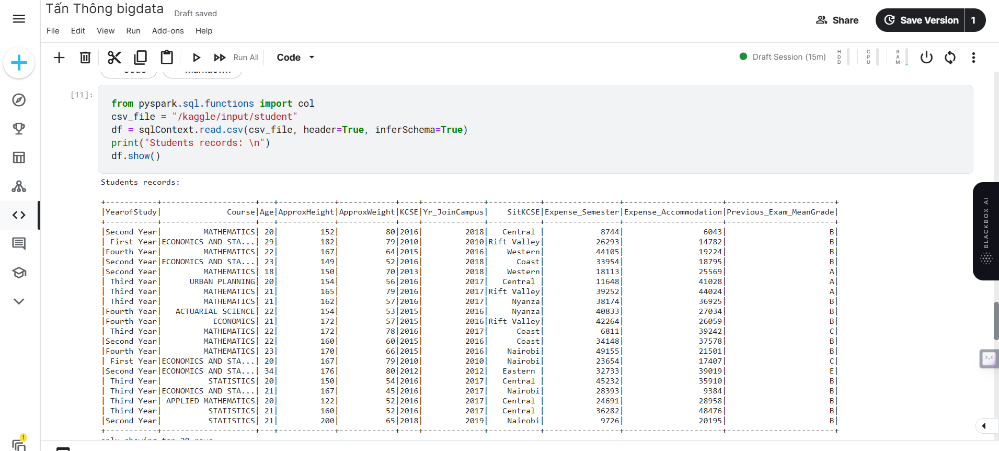 Tấn Thông bigdata
Draft saved
File Edit View Run Add-ons Help
Share
Save Version 1
Run All
Code
Draft Session (15m)
HDD
CPU
RAM
Code
Markdown
[11]:
from pyspark.sql.functions import col
csv_file = "/kaggle/input/student"
df = sqlContext.read.csv(csv_file, header=True, inferSchema=True)
print("Students records: \n")
df.show()
Students records:
+-----------+--------------------+---+------------+------------+----+-------------+-----------+----------------+---------------------+-----------------------+
|YearofStudy|              Course|Age|ApproxHeight|ApproxWeight|KCSE|Yr_JoinCampus|    SitKCSE|Expense_Semester|Expense_Accommodation|Previous_Exam_MeanGrade|
+-----------+--------------------+---+------------+------------+----+-------------+-----------+----------------+---------------------+-----------------------+
|Second Year|         MATHEMATICS| 20|         152|          80|2016|         2018|   Central |            8744|                 6043|                      B|
| First Year|ECONOMICS AND STA...| 29|         182|          79|2010|         2010|Rift Valley|           26293|                14782|                      B|
|Fourth Year|         MATHEMATICS| 22|         167|          64|2015|         2016|    Western|           44105|                19224|                      B|
|Second Year|ECONOMICS AND STA...| 23|         149|          52|2016|         2018|      Coast|           33954|                18795|                      B|
|Second Year|         MATHEMATICS| 18|         150|          70|2013|         2018|    Western|           18113|                25569|                      A|
| Third Year|      URBAN PLANNING| 20|         154|          56|2016|         2017|   Central |           11648|                41028|                      A|
| Third Year|         MATHEMATICS| 21|         165|          79|2016|         2017|Rift Valley|           39252|                44024|                      A|
| Third Year|         MATHEMATICS| 21|         162|          57|2016|         2017|     Nyanza|           38174|                36925|                      B|
|Fourth Year|   ACTUARIAL SCIENCE| 22|         154|          53|2015|         2016|     Nyanza|           40833|                27034|                      B|
|Fourth Year|           ECONOMICS| 21|         172|          57|2015|         2016|Rift Valley|           42264|                26059|                      B|
| Third Year|         MATHEMATICS| 22|         172|          78|2016|         2017|      Coast|            6811|                39242|                      C|
|Second Year|         MATHEMATICS| 22|         160|          60|2015|         2016|      Coast|           34148|                37578|                      B|
|Fourth Year|         MATHEMATICS| 23|         170|          66|2015|         2016|    Nairobi|           49155|                21501|                      B|
| First Year|ECONOMICS AND STA...| 20|         167|          79|2010|         2010|    Nairobi|           23654|                17407|                      C|
|Second Year|ECONOMICS AND STA...| 34|         176|          80|2012|         2012|   Eastern |           32733|                39019|                      E|
| Third Year|          STATISTICS| 20|         150|          54|2016|         2017|   Central |           45232|                35910|                      B|
| Third Year|ECONOMICS AND STA...| 21|         167|          45|2016|         2017|    Nairobi|           28393|                 9384|                      B|
| Third Year| APPLIED MATHEMATICS| 20|         122|          52|2016|         2017|   Central |           24691|                28958|                      B|
| Third Year|          STATISTICS| 21|         160|          52|2016|         2017|   Central |           36282|                48476|                      B|
|Second Year|          STATISTICS| 21|         200|          65|2018|         2019|    Nairobi|            9726|                20195|                      B|
+-----------+--------------------+---+------------+------------+----+-------------+-----------+----------------+---------------------+-----------------------+
only showing top 20 rows
BLACKBOX AI
1